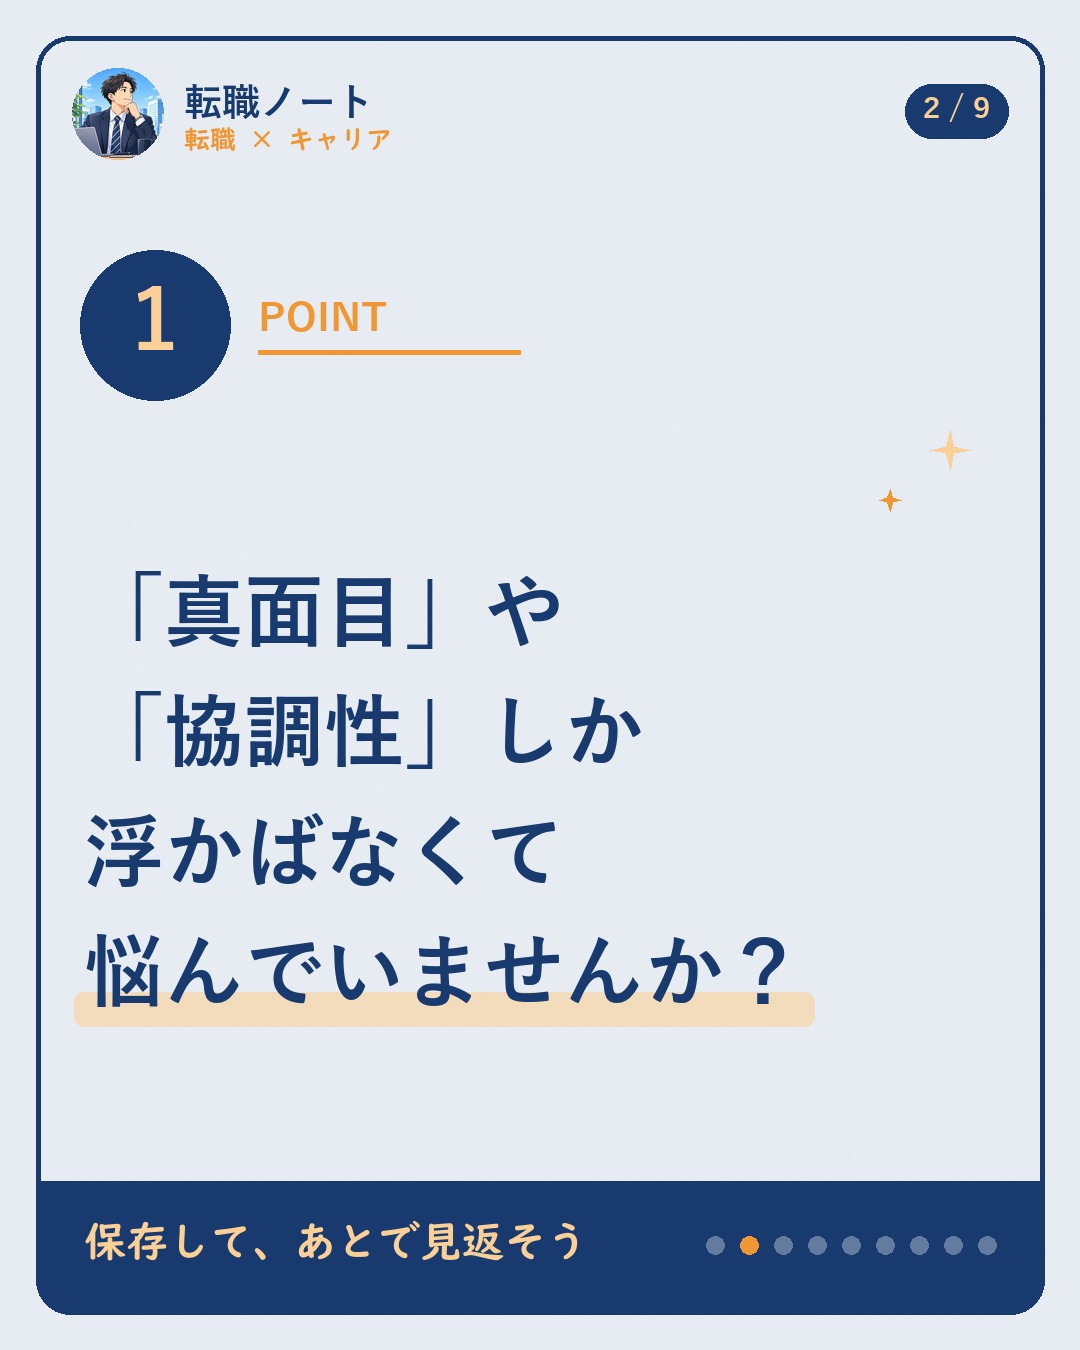 転職ノート
転職 × キャリア
2 / 9
1
POINT
「真面目」や
「協調性」しか
浮かばなくて
悩んでいませんか？
保存して、あとで見返そう